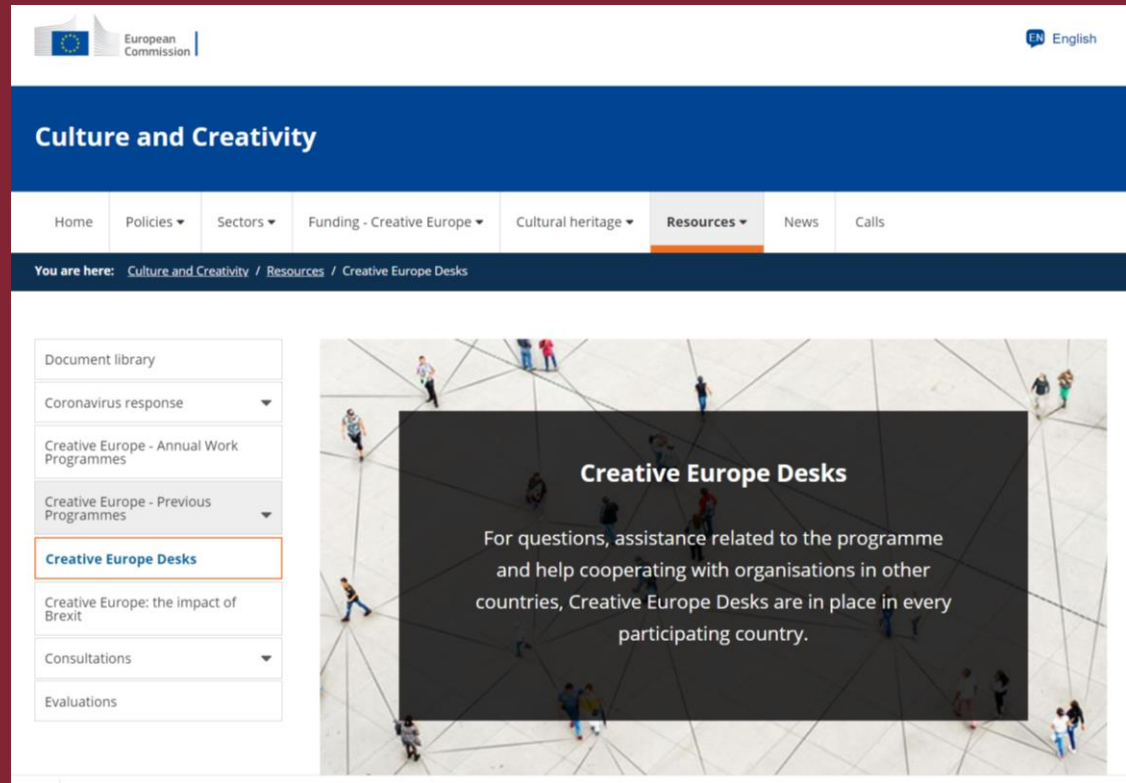 European
Commission
EN English
Culture and Creativity
Home Policies Sectors Funding - Creative Europe Cultural heritage Resources News Calls
You are here: Culture and Creativity / Resources / Creative Europe Desks
Document library
Coronavirus response
Creative Europe - Annual Work
Programmes
Creative Europe - Previous
Programmes
Creative Europe Desks
Creative Europe: the impact of
Brexit
Consultations
Evaluations
Creative Europe Desks
For questions, assistance related to the programme
and help cooperating with organisations in other
countries, Creative Europe Desks are in place in every
participating country.